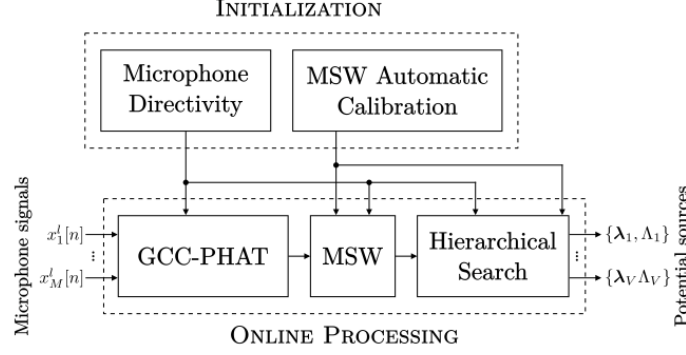 INITIALIZATION
Microphone
Directivity
MSW Automatic
Calibration
Microphone signals
x_1^l[n]
...
x_M^l[n]
GCC-PHAT
MSW
Hierarchical
Search
{λ_1, Λ_1}
...
{λ_V Λ_V}
Potential sources
ONLINE PROCESSING